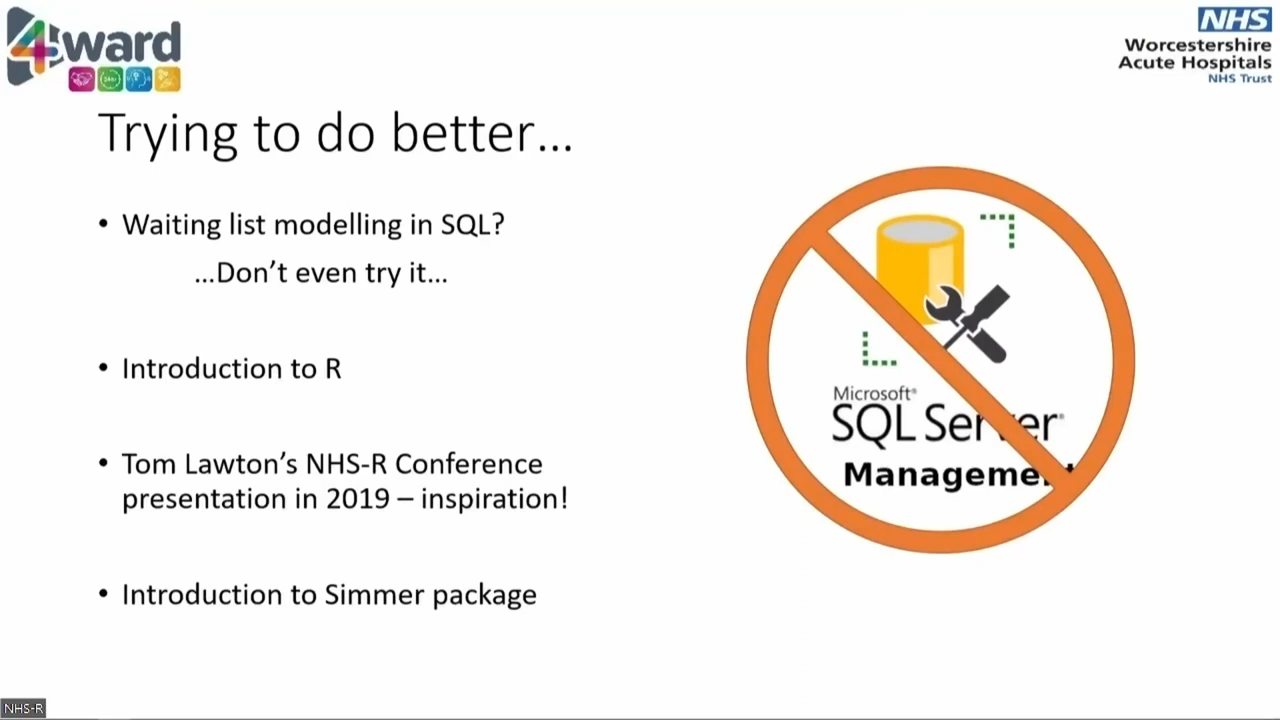 4ward
NHS
Worcestershire
Acute Hospitals
NHS Trust
Trying to do better…
• Waiting list modelling in SQL?
…Don’t even try it…
• Introduction to R
• Tom Lawton’s NHS-R Conference
presentation in 2019 – inspiration!
• Introduction to Simmer package
Microsoft®
SQL Server®
Management
NHS-R